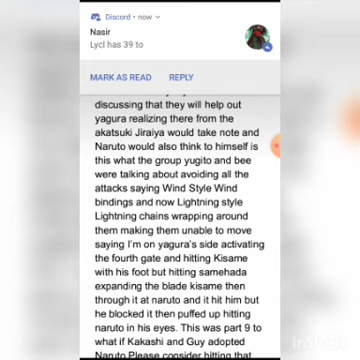 Discord • now
Nasir
Lycl has 39 to
MARK AS READ REPLY
discussing that they will help out
yagura realizing there from the
akatsuki Jiraiya would take note and
Naruto would also think to himself is
this what the group yugito and bee
were talking about avoiding all the
attacks saying Wind Style Wind
bindings and now Lightning style
Lightning chains wrapping around
them making them unable to move
saying I'm on yagura's side activating
the fourth gate and hitting Kisame
with his foot but hitting samehada
expanding the blade kisame then
through it at naruto and it hit him but
he blocked it then puffed up hitting
naruto in his eyes. This was part 9 to
what if Kakashi and Guy adopted
Naruto Please consider hitting that